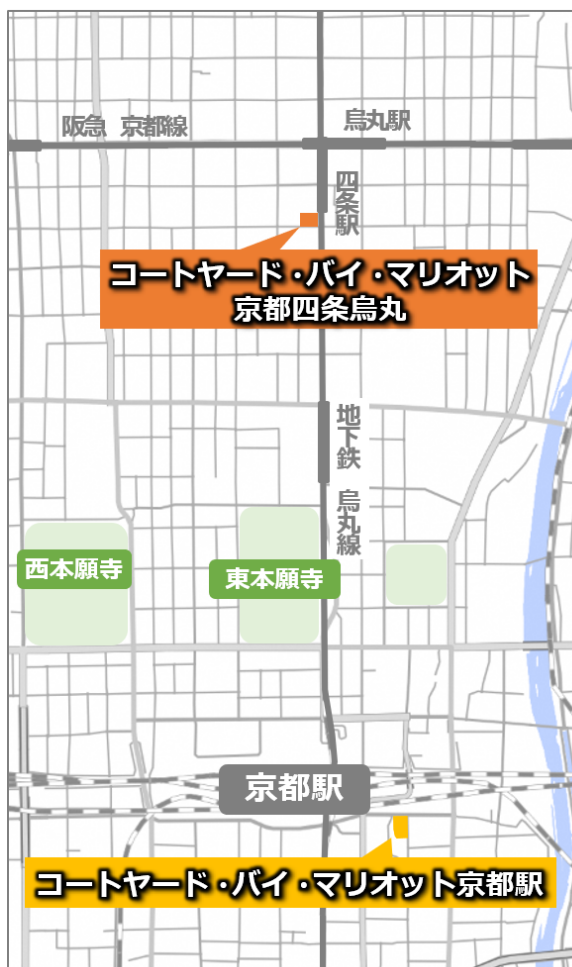 阪急 京都線
烏丸駅
四条駅
コートヤード・バイ・マリオット
京都四条烏丸
地下鉄 烏丸線
西本願寺
東本願寺
京都駅
コートヤード・バイ・マリオット京都駅